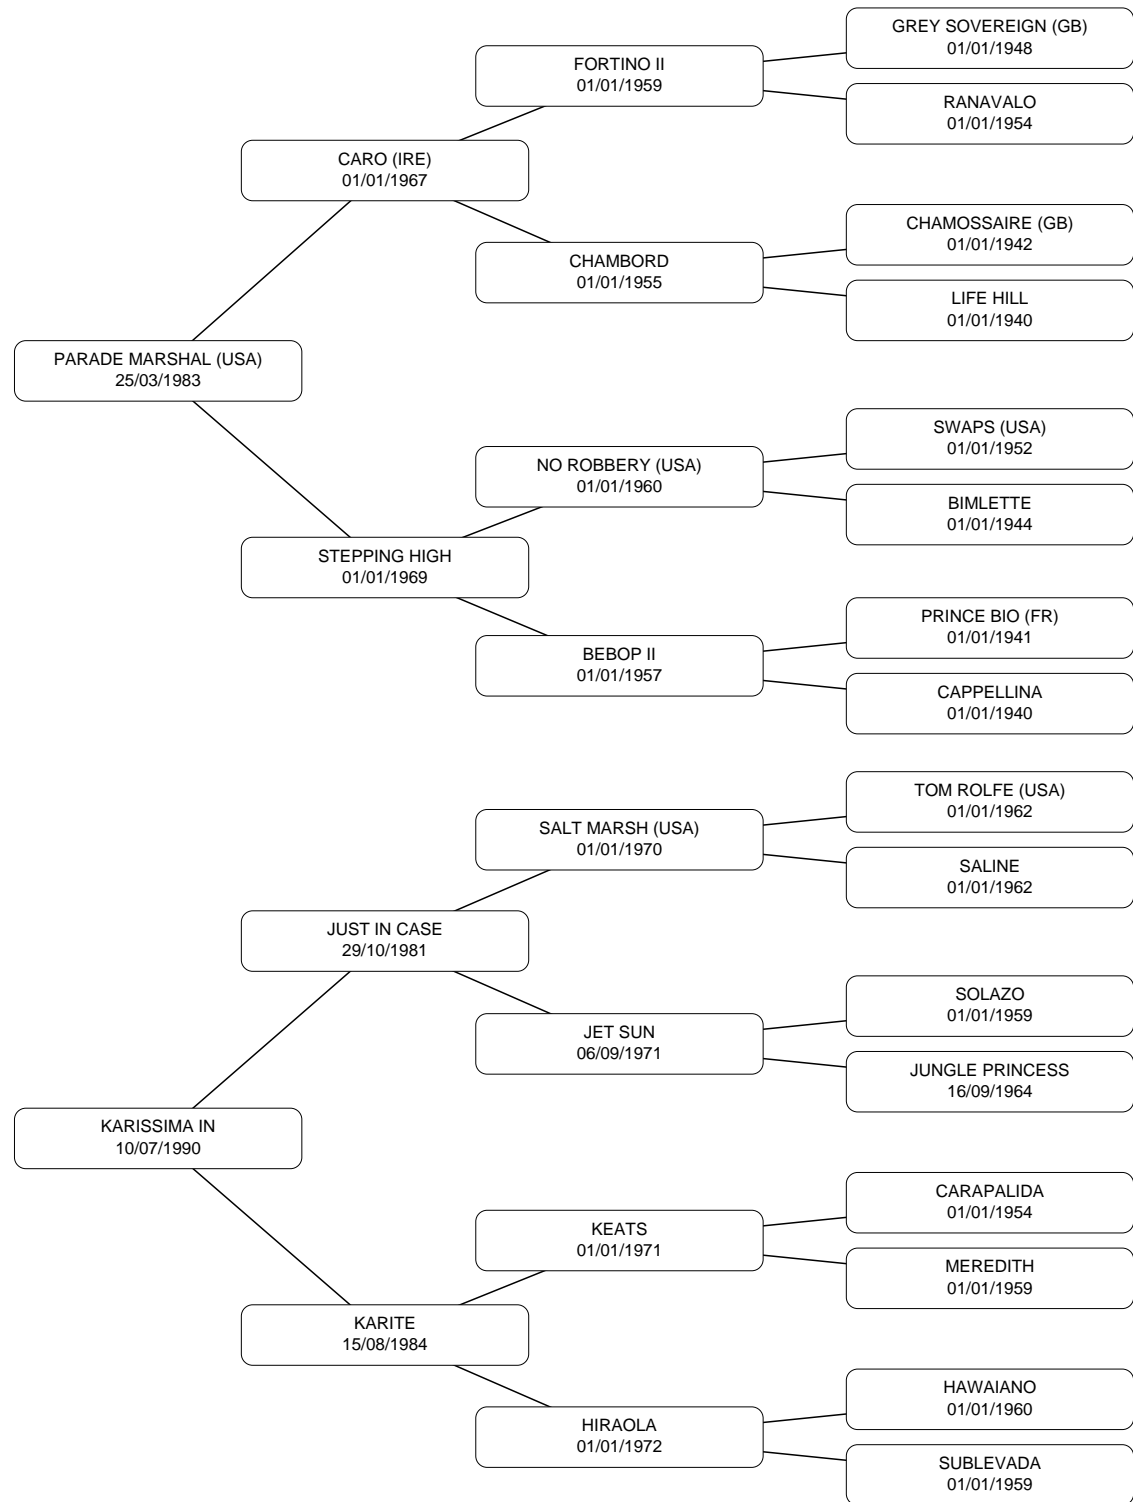 GREY SOVEREIGN (GB)
01/01/1948
FORTINO II
01/01/1959
RANAVALO
01/01/1954
CARO (IRE)
01/01/1967
CHAMOSSAIRE (GB)
01/01/1942
CHAMBORD
01/01/1955
LIFE HILL
01/01/1940
PARADE MARSHAL (USA)
25/03/1983
SWAPS (USA)
01/01/1952
NO ROBBERY (USA)
01/01/1960
BIMLETTE
01/01/1944
STEPPING HIGH
01/01/1969
PRINCE BIO (FR)
01/01/1941
BEBOP II
01/01/1957
CAPPELLINA
01/01/1940
TOM ROLFE (USA)
01/01/1962
SALT MARSH (USA)
01/01/1970
SALINE
01/01/1962
JUST IN CASE
29/10/1981
SOLAZO
01/01/1959
JET SUN
06/09/1971
JUNGLE PRINCESS
16/09/1964
KARISSIMA IN
10/07/1990
CARAPALIDA
01/01/1954
KEATS
01/01/1971
MEREDITH
01/01/1959
KARITE
15/08/1984
HAWAIANO
01/01/1960
HIRAOLA
01/01/1972
SUBLEVADA
01/01/1959